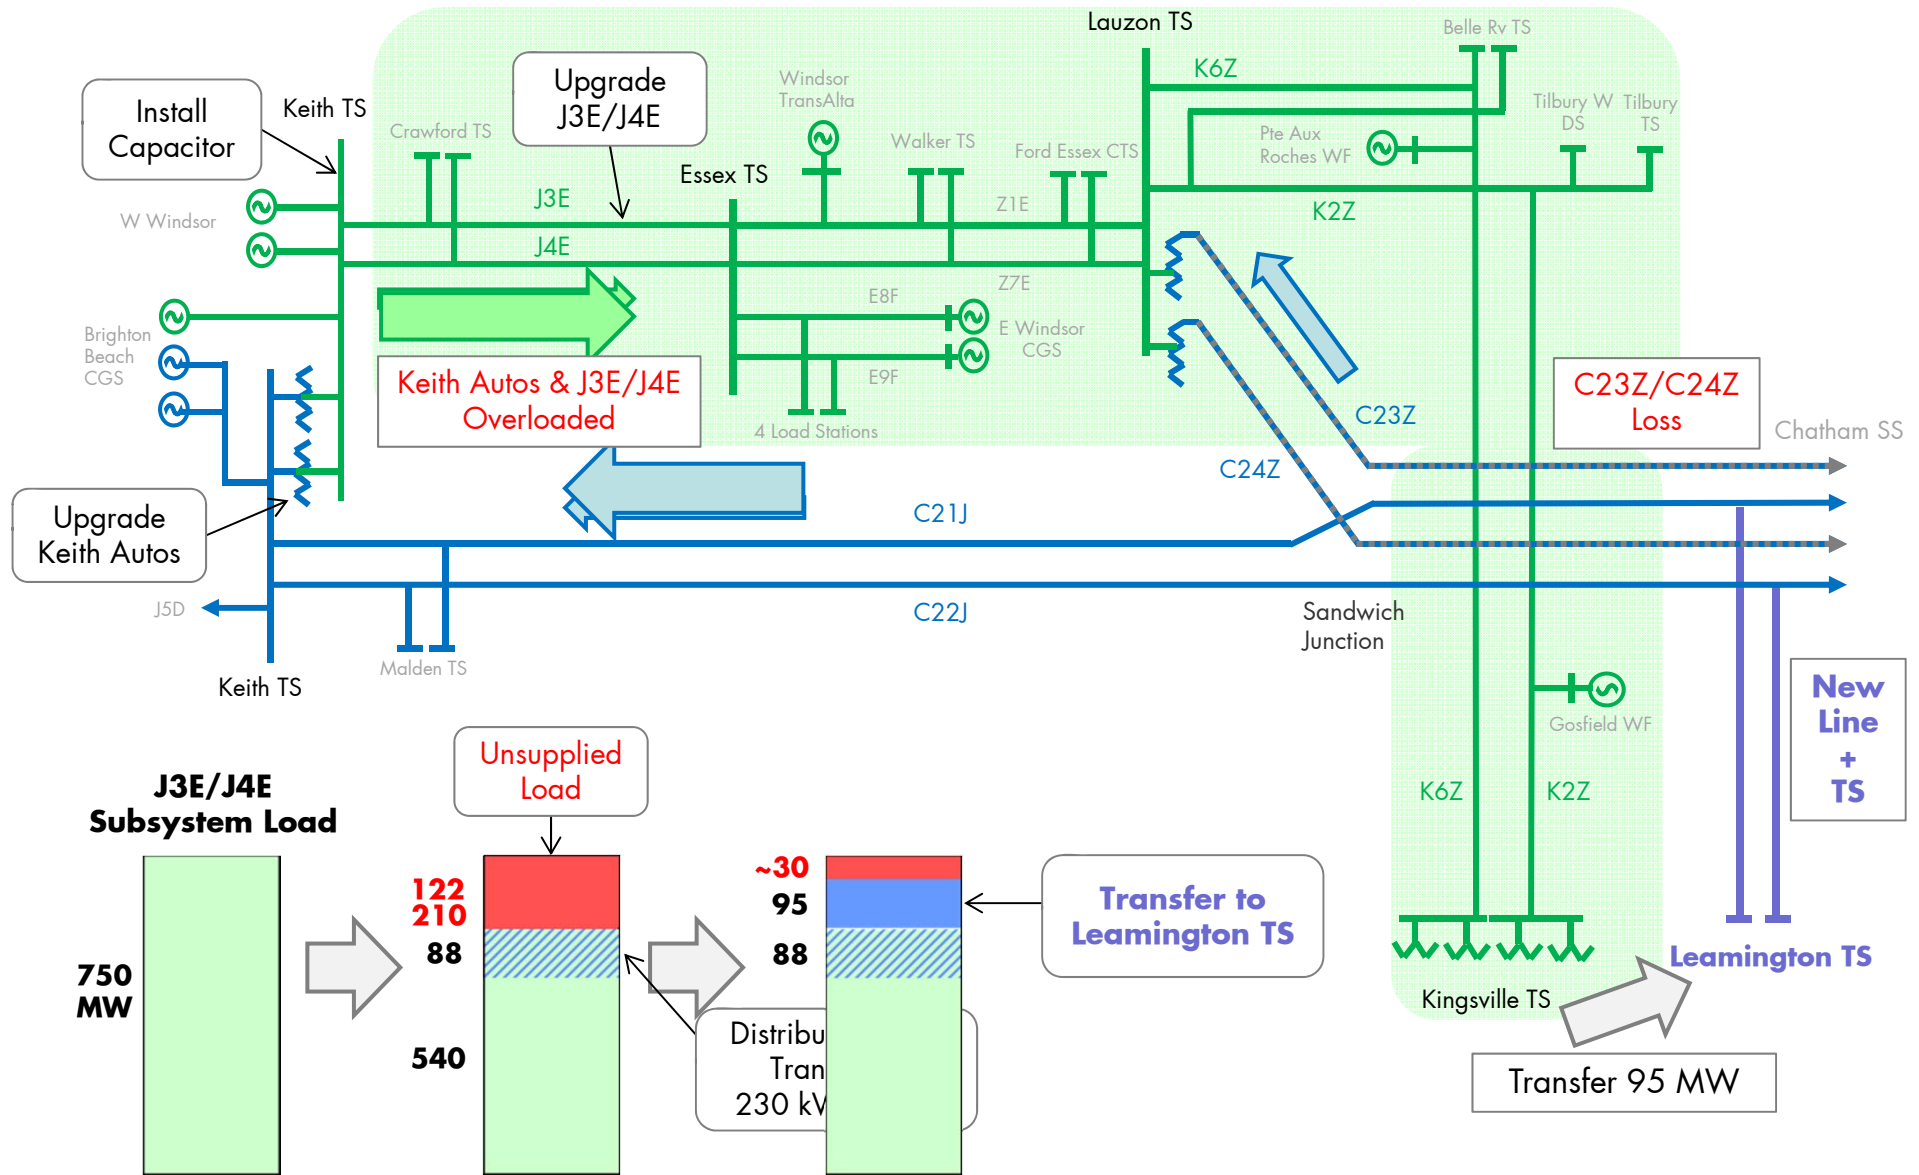 Lauzon TS
Belle Rv TS
Install
Capacitor
Keith TS
Upgrade
J3E/J4E
Windsor
TransAlta
K6Z
Tilbury W
DS
Tilbury
TS
Crawford TS
Walker TS
Ford Essex CTS
Pte Aux
Roches WF
Essex TS
W Windsor
J3E
J4E
Z1E
K2Z
Z7E
E8F
E Windsor
CGS
E9F
Brighton
Beach
CGS
Keith Autos & J3E/J4E
Overloaded
4 Load Stations
C23Z
C24Z
C23Z/C24Z
Loss
Chatham SS
Upgrade
Keith Autos
C21J
J5D
C22J
Sandwich
Junction
Malden TS
Keith TS
New
Line
+
TS
Gosfield WF
Unsupplied
Load
J3E/J4E
Subsystem Load
K6Z
K2Z
122
210
88
~30
95
88
Transfer to
Leamington TS
750
MW
540
Leamington TS
Kingsville TS
Distribu
Tran
230 kV
Transfer 95 MW